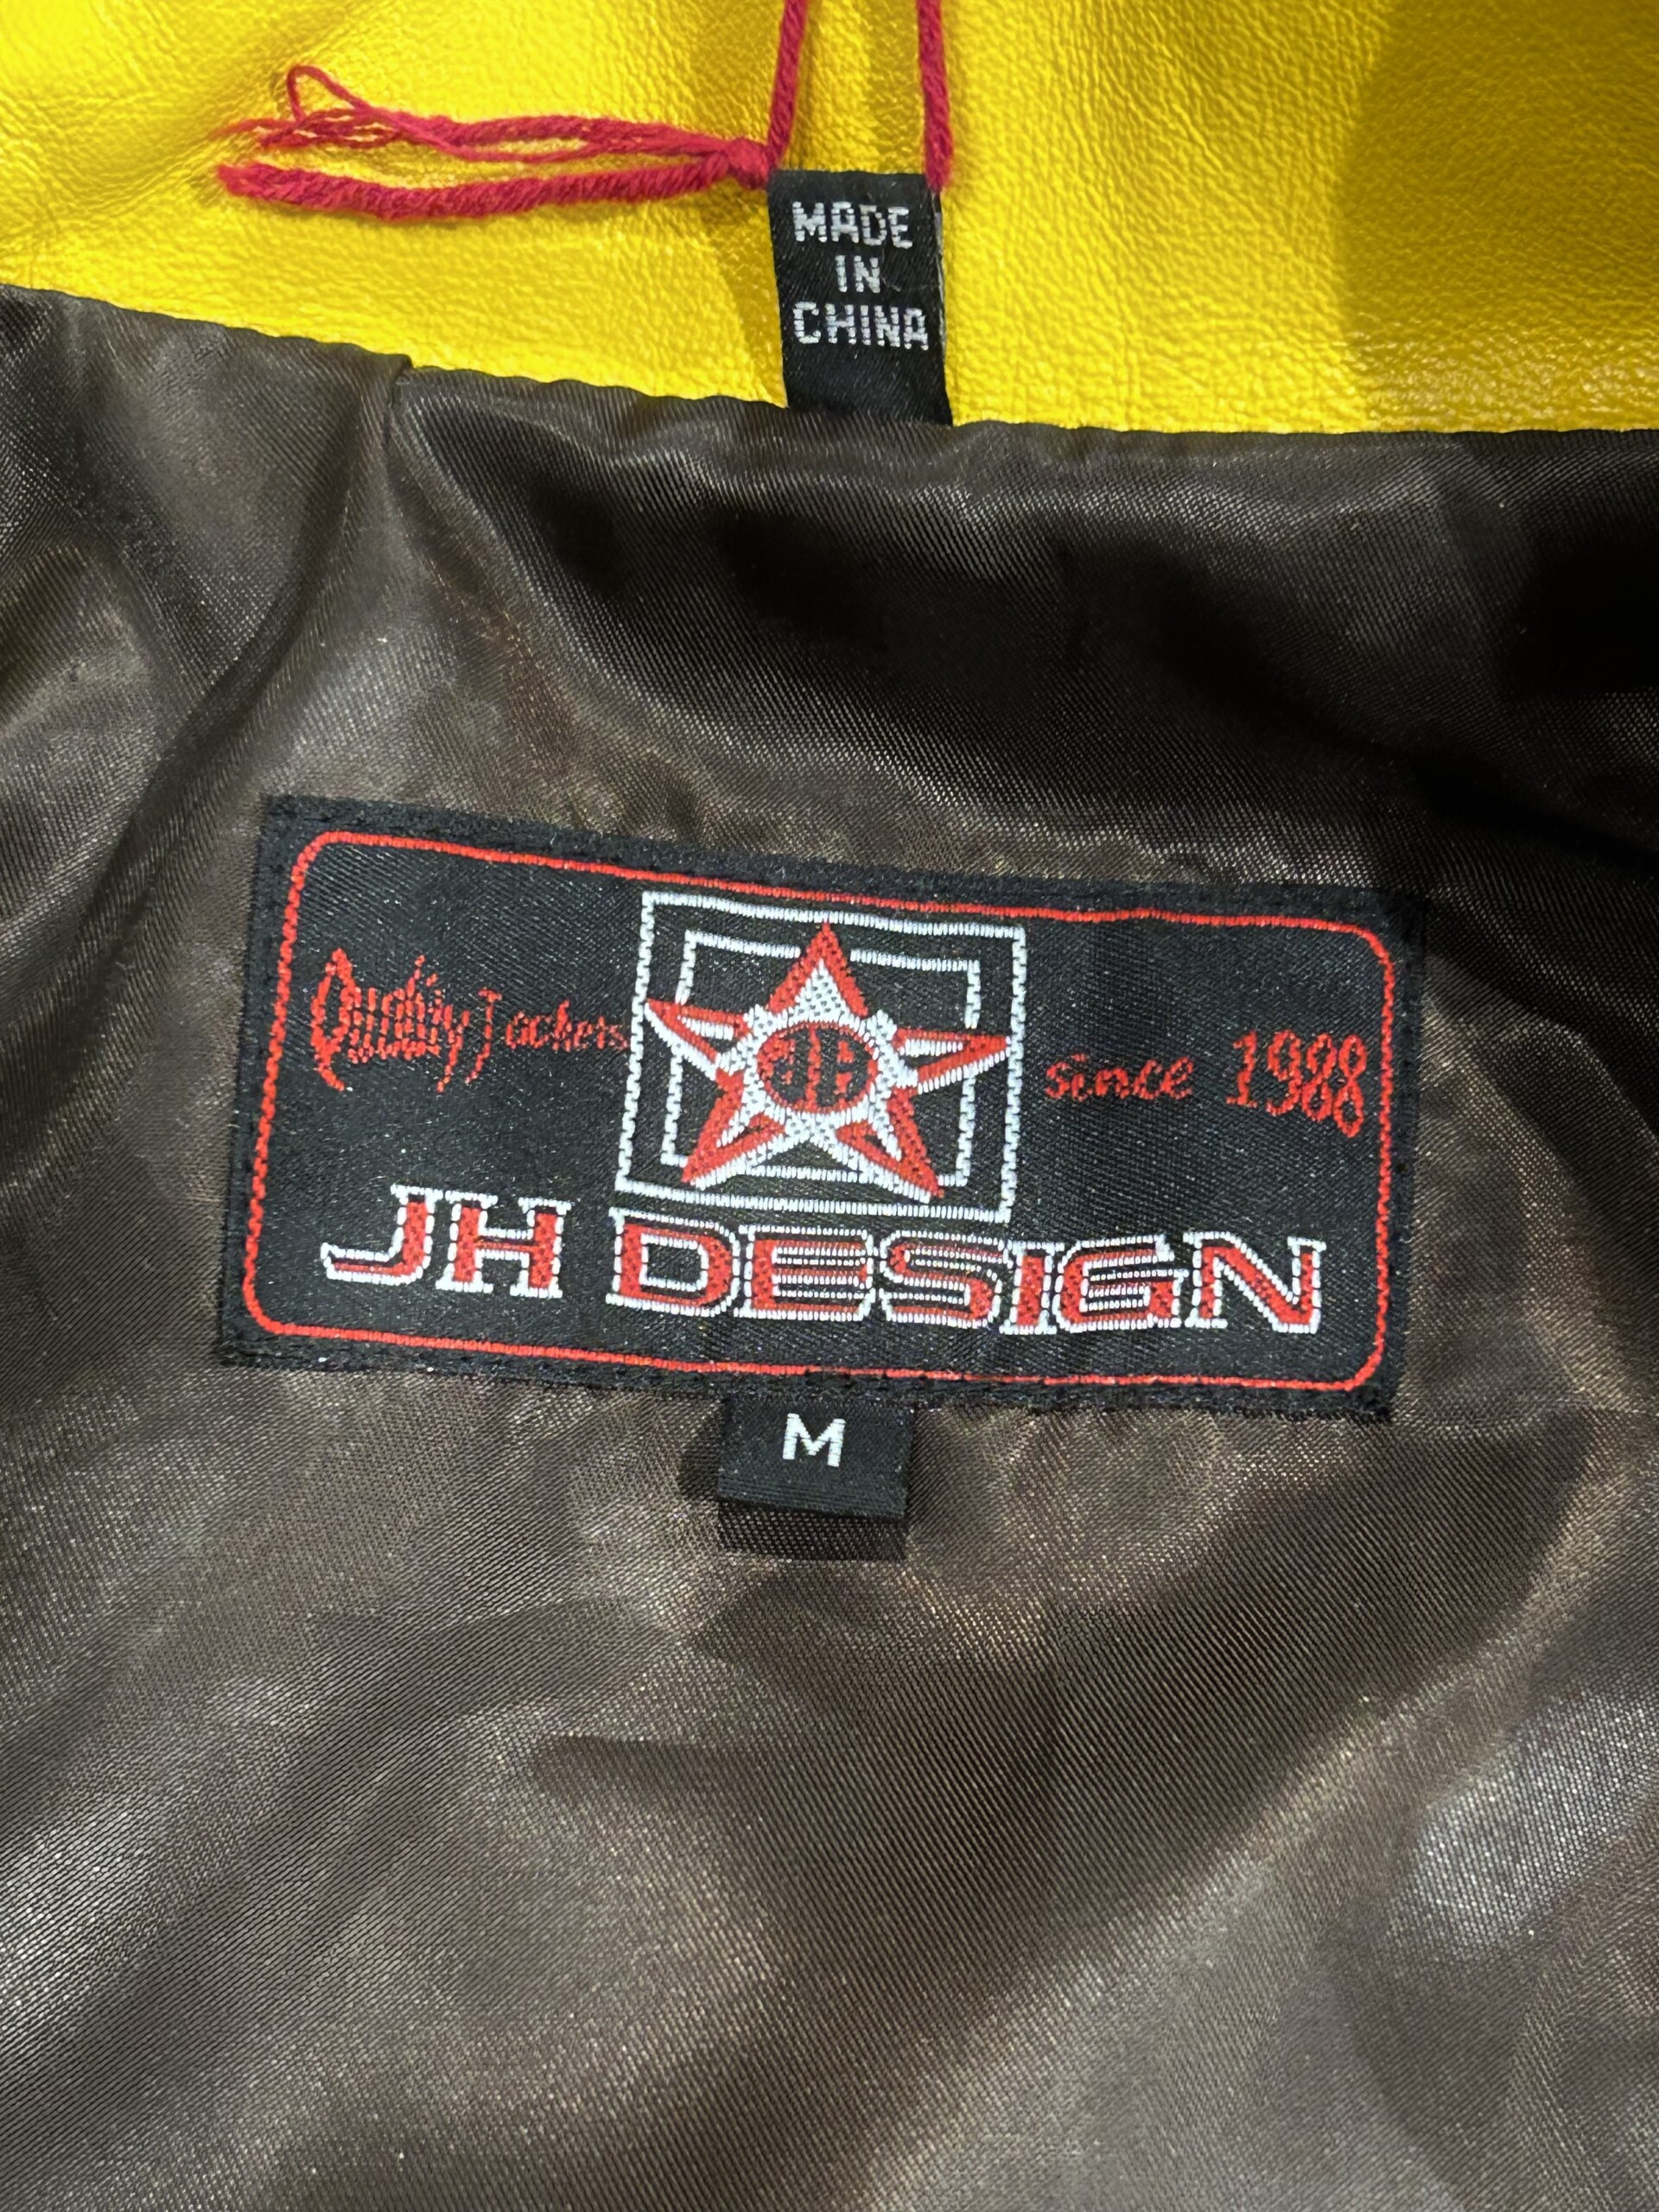 MADE
IN
CHINA
Quality Jackets
JH
since 1988
JH DESIGN
M